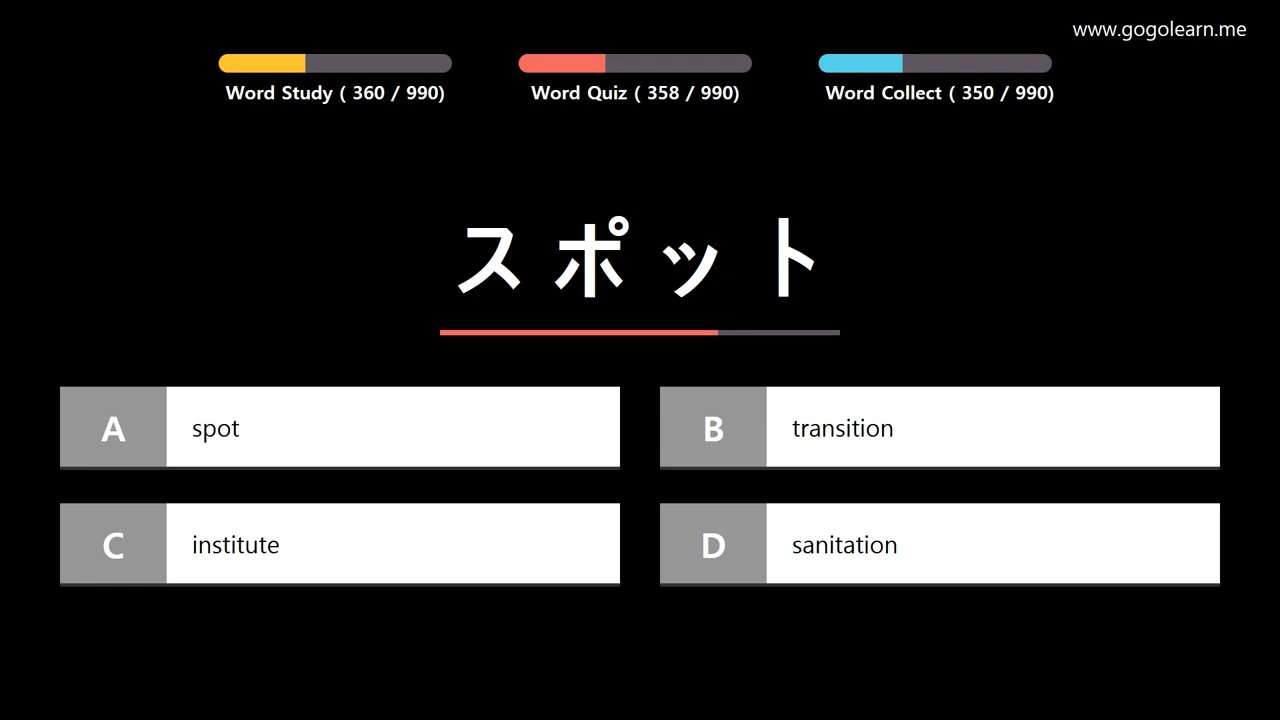 www.gogolearn.me
Word Study ( 360 / 990)
Word Quiz ( 358 / 990)
Word Collect ( 350 / 990)
スポット
A spot
B transition
C institute
D sanitation